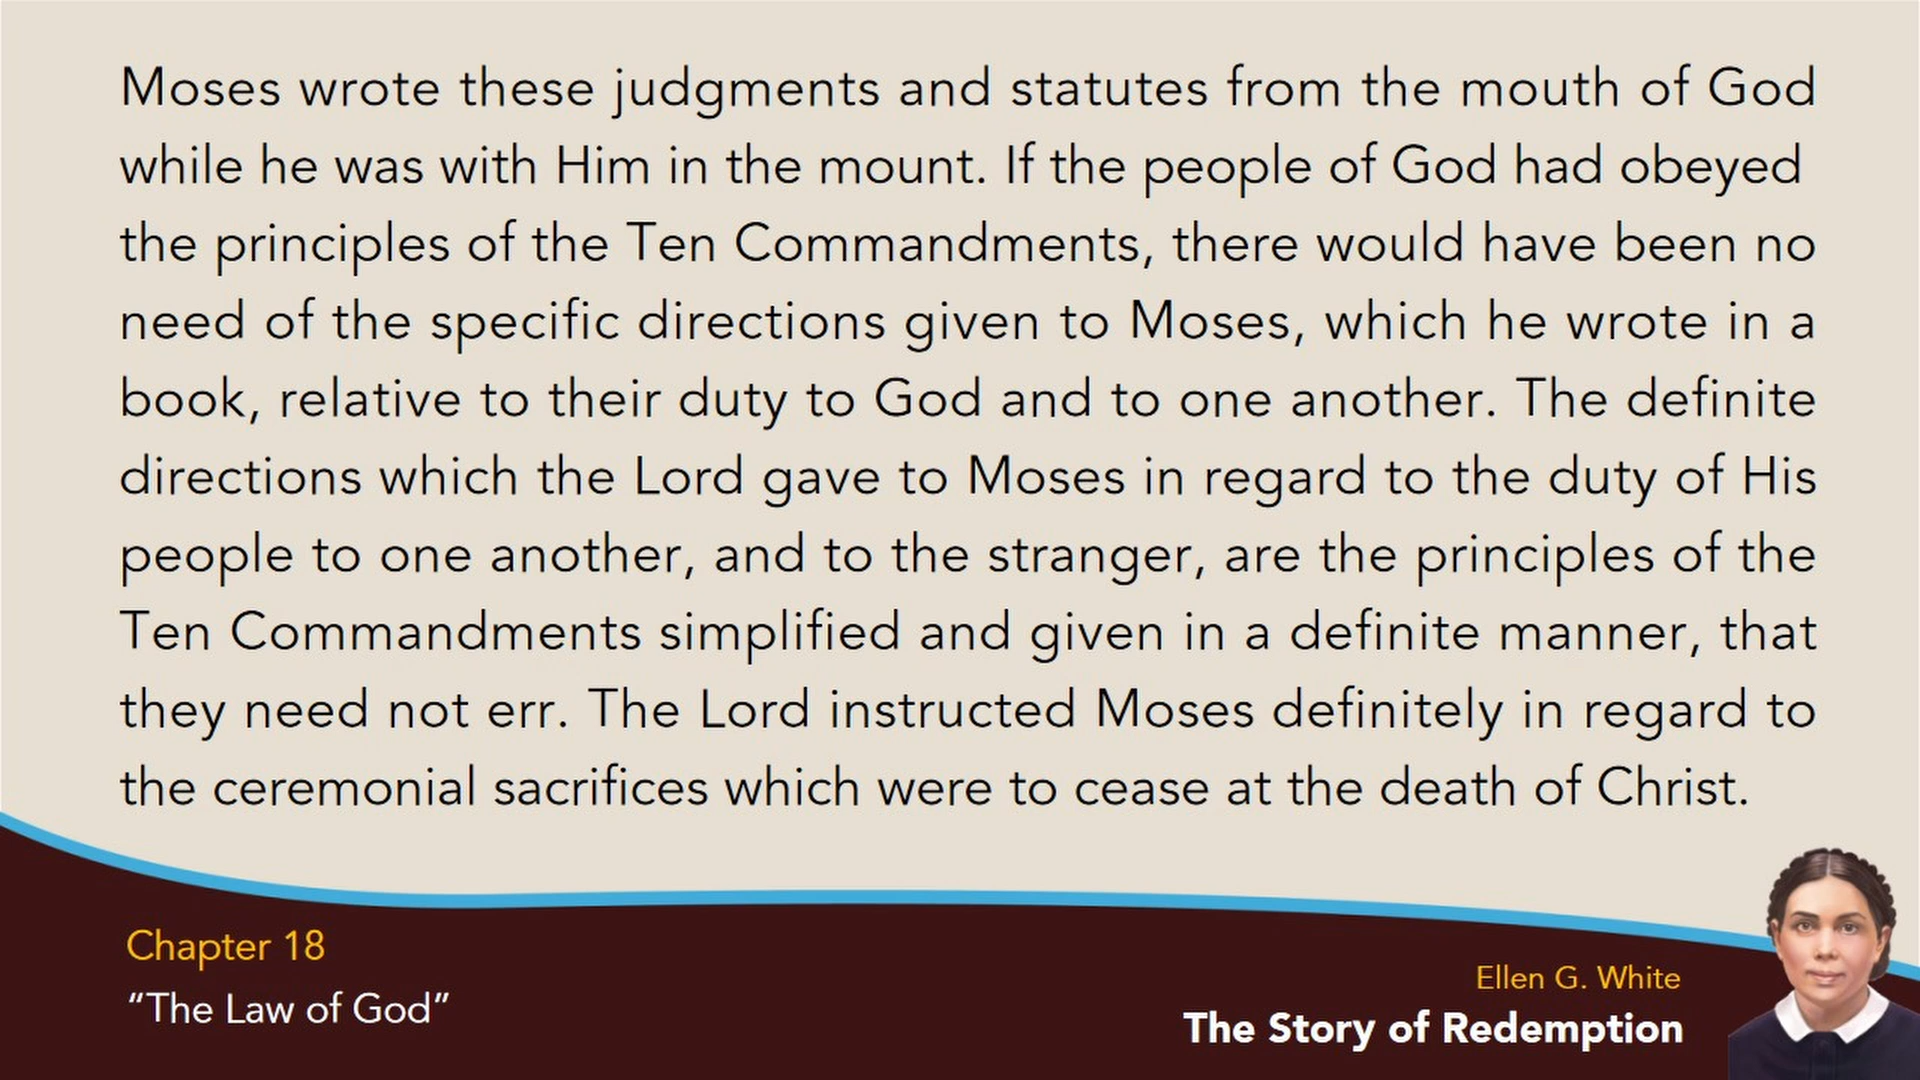 Moses wrote these judgments and statutes from the mouth of God
while he was with Him in the mount. If the people of God had obeyed
the principles of the Ten Commandments, there would have been no
need of the specific directions given to Moses, which he wrote in a
book, relative to their duty to God and to one another. The definite
directions which the Lord gave to Moses in regard to the duty of His
people to one another, and to the stranger, are the principles of the
Ten Commandments simplified and given in a definite manner, that
they need not err. The Lord instructed Moses definitely in regard to
the ceremonial sacrifices which were to cease at the death of Christ.
Chapter 18
“The Law of God”
Ellen G. White
The Story of Redemption